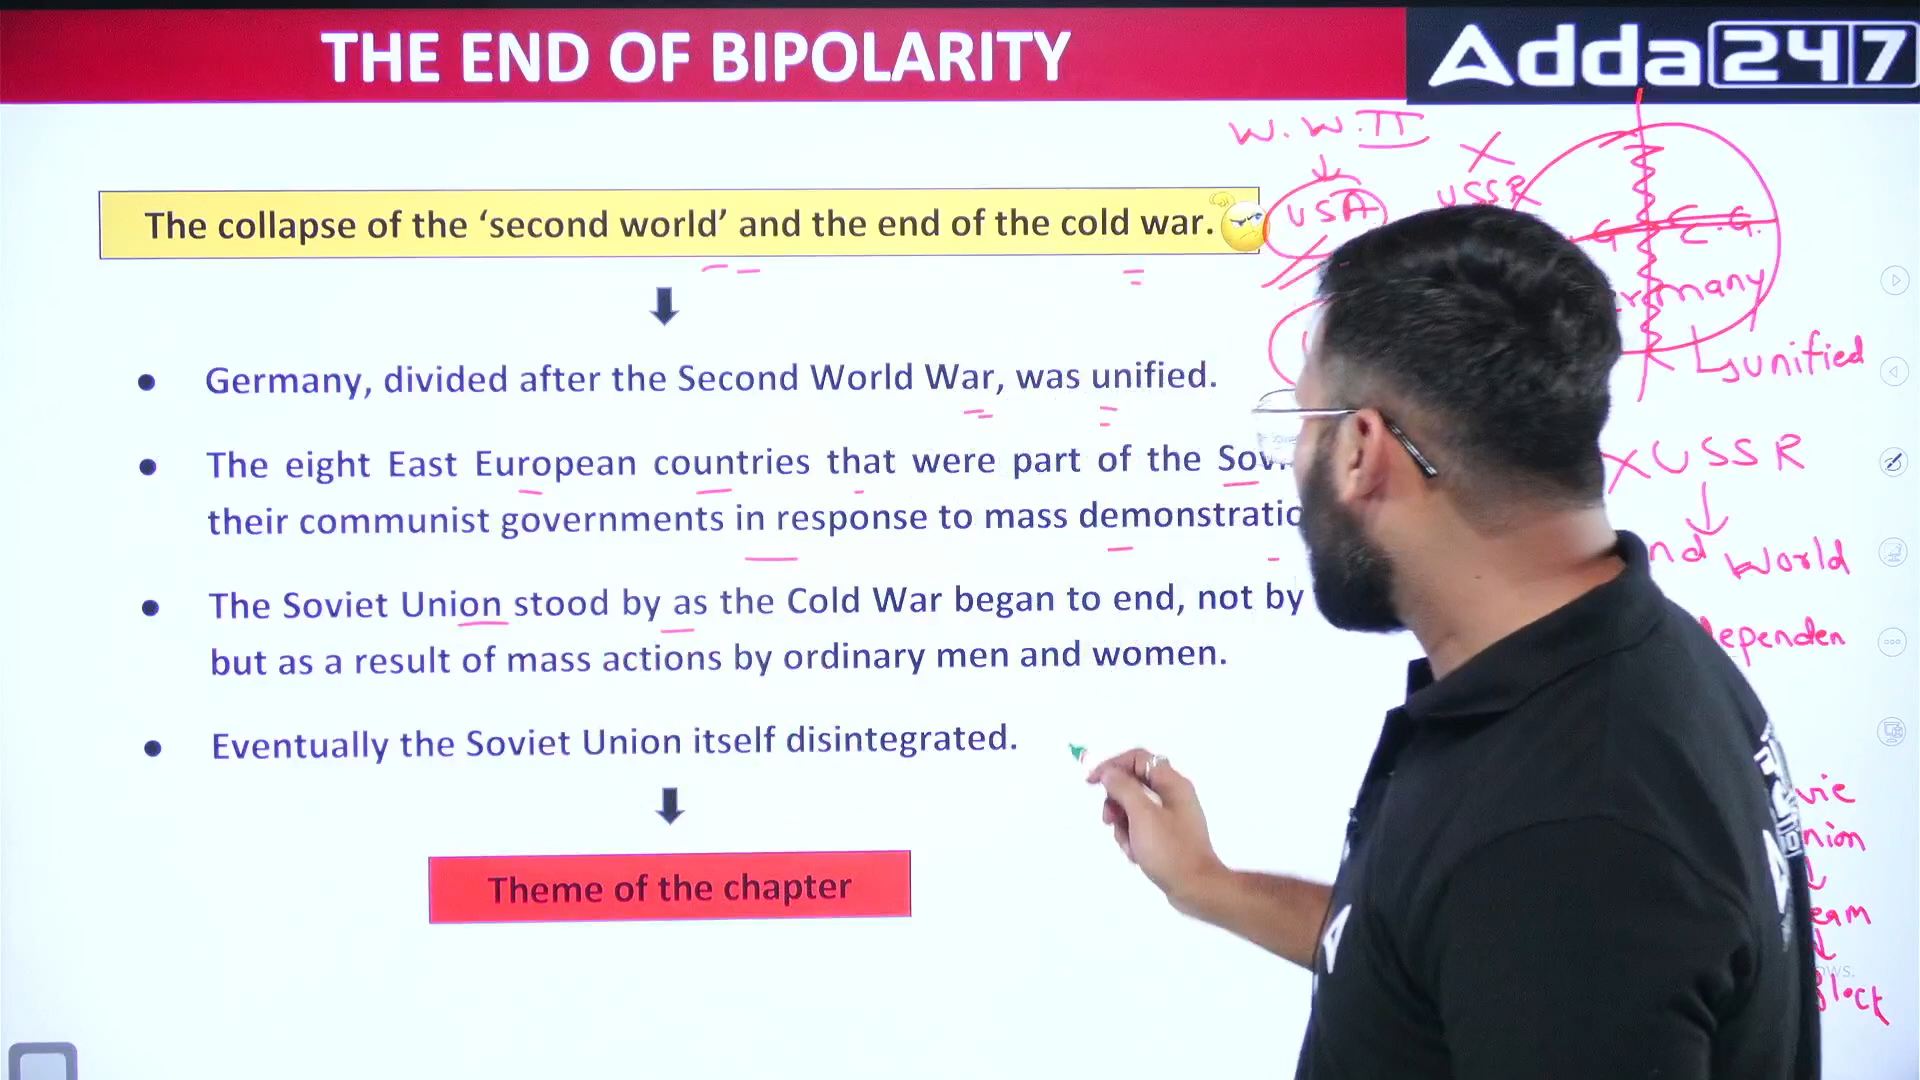 THE END OF BIPOLARITY
Adda247
W.W.II
USSR
USA
The collapse of the ‘second world’ and the end of the cold war.
G E.G.
unified
Germany, divided after the Second World War, was unified.
The eight East European countries that were part of the
USSR
their communist governments in response to mass
World
The Soviet Union stood by as the Cold War began to end, not by
but as a result of mass actions by ordinary men and women.
Eventually the Soviet Union itself disintegrated.
Theme of the chapter